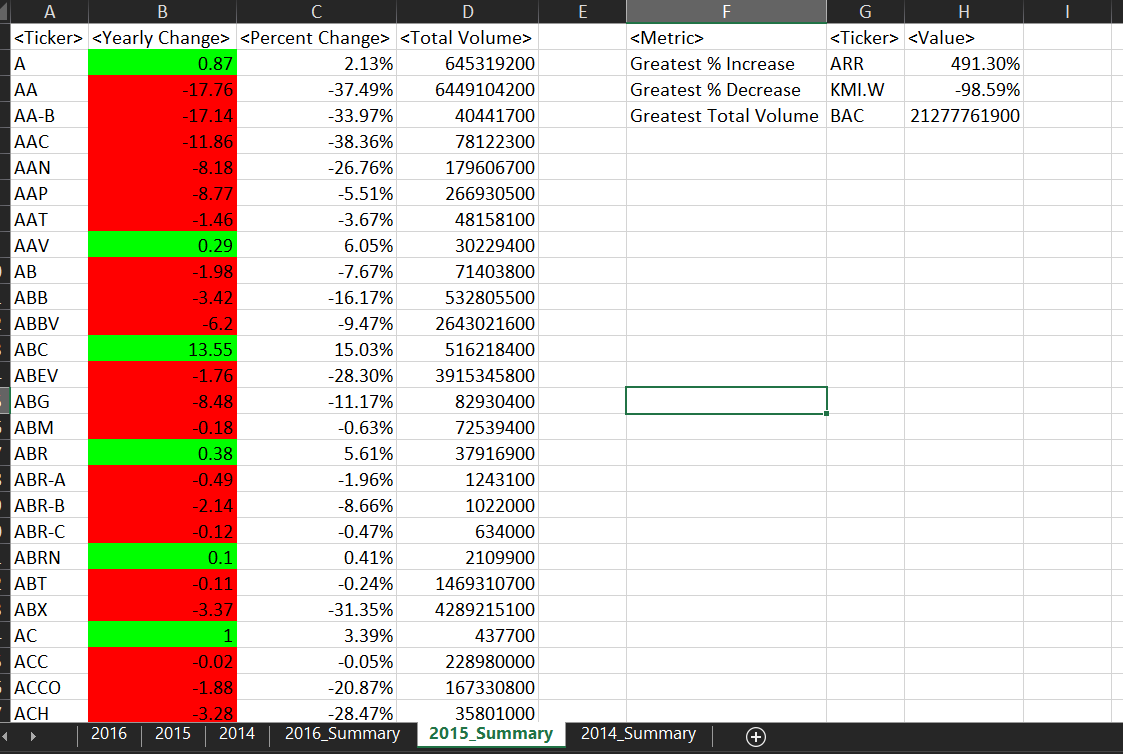 A B C D E F G H I
<Ticker> <Yearly Change> <Percent Change> <Total Volume> <Metric> <Ticker> <Value>
A 0.87 2.13% 645319200 Greatest % Increase ARR 491.30%
AA -17.76 -37.49% 6449104200 Greatest % Decrease KMI.W -98.59%
AA-B -17.14 -33.97% 40441700 Greatest Total Volume BAC 21277761900
AAC -11.86 -38.36% 78122300
AAN -8.18 -26.76% 179606700
AAP -8.77 -5.51% 266930500
AAT -1.46 -3.67% 48158100
AAV 0.29 6.05% 30229400
AB -1.98 -7.67% 71403800
ABB -3.42 -16.17% 532805500
ABBV -6.2 -9.47% 2643021600
ABC 13.55 15.03% 516218400
ABEV -1.76 -28.30% 3915345800
ABG -8.48 -11.17% 82930400
ABM -0.18 -0.63% 72539400
ABR 0.38 5.61% 37916900
ABR-A -0.49 -1.96% 1243100
ABR-B -2.14 -8.66% 1022000
ABR-C -0.12 -0.47% 634000
ABRN 0.1 0.41% 2109900
ABT -0.11 -0.24% 1469310700
ABX -3.37 -31.35% 4289215100
AC 1 3.39% 437700
ACC -0.02 -0.05% 228980000
ACCO -1.88 -20.87% 167330800
ACH -3.28 -28.47% 35801000
2016 2015 2014 2016_Summary 2015_Summary 2014_Summary